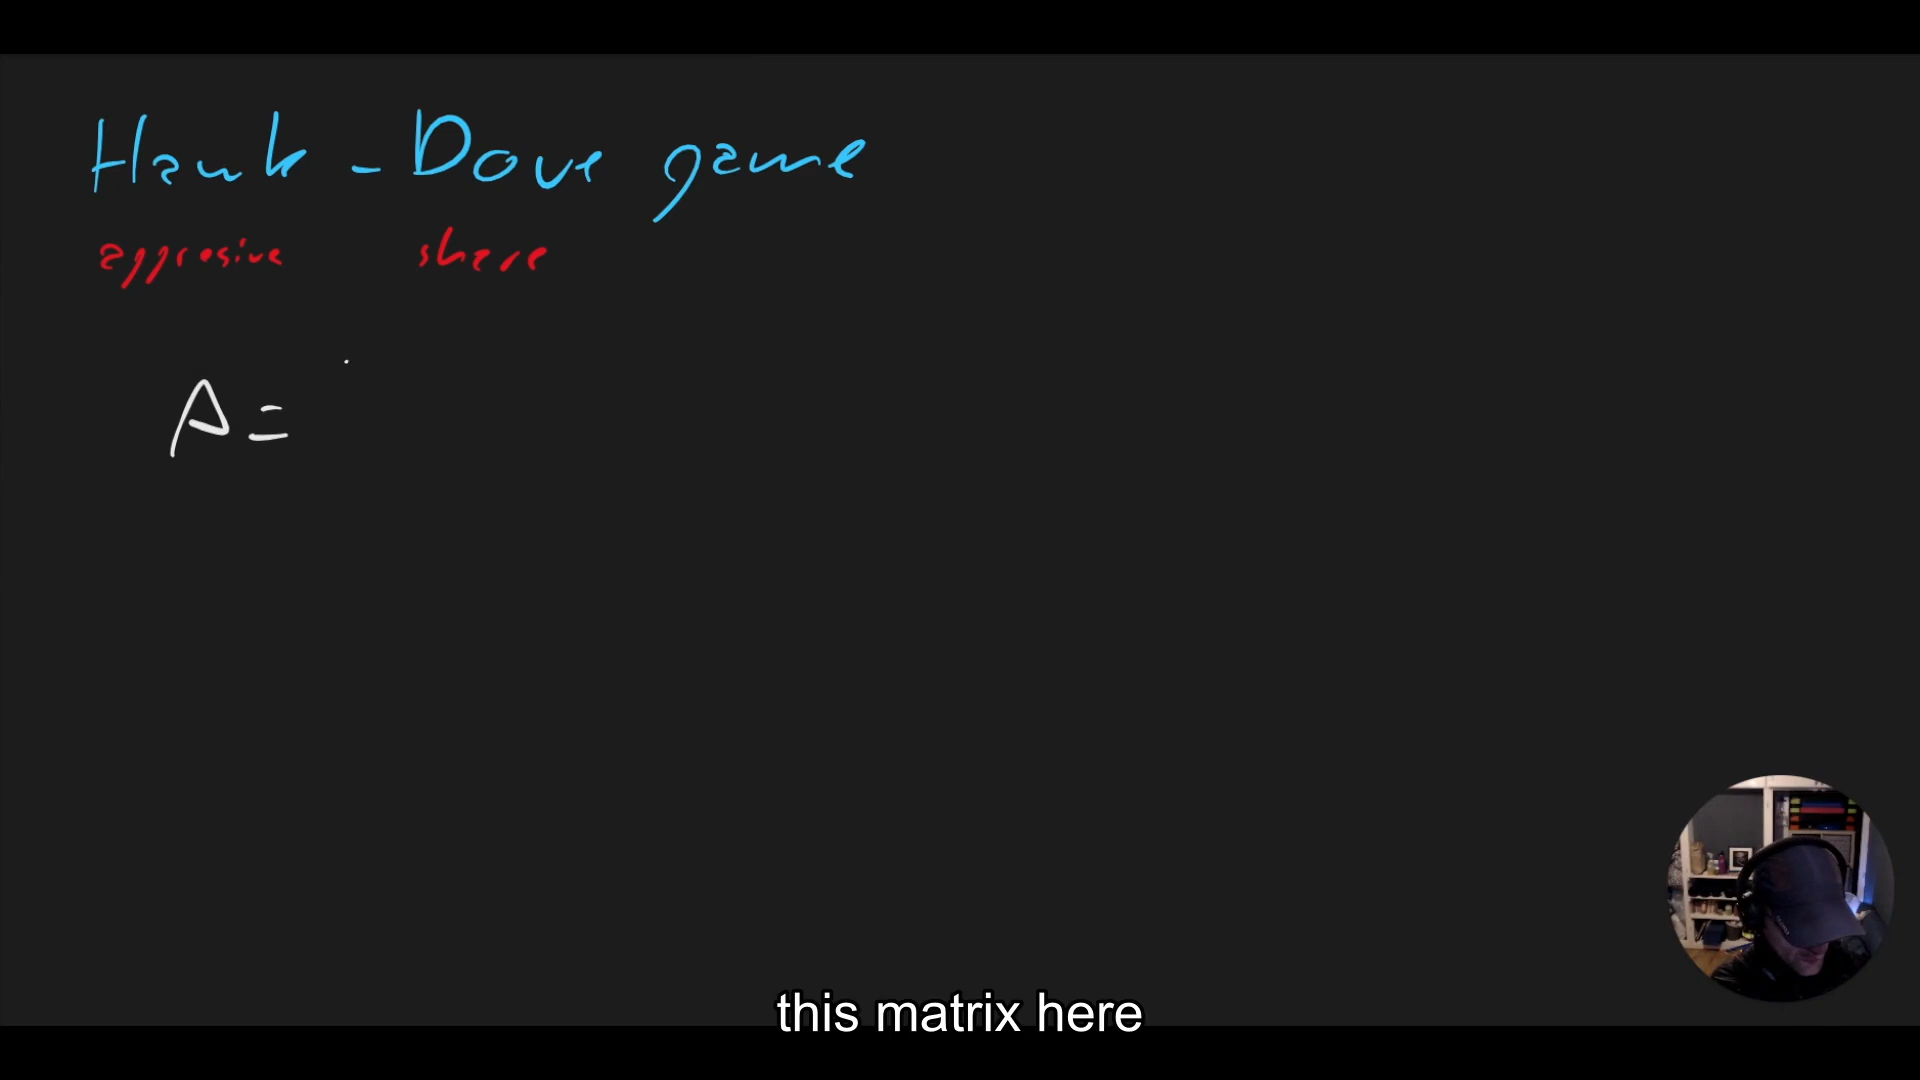 Hawk - Dove game
aggresive share
A =
this matrix here